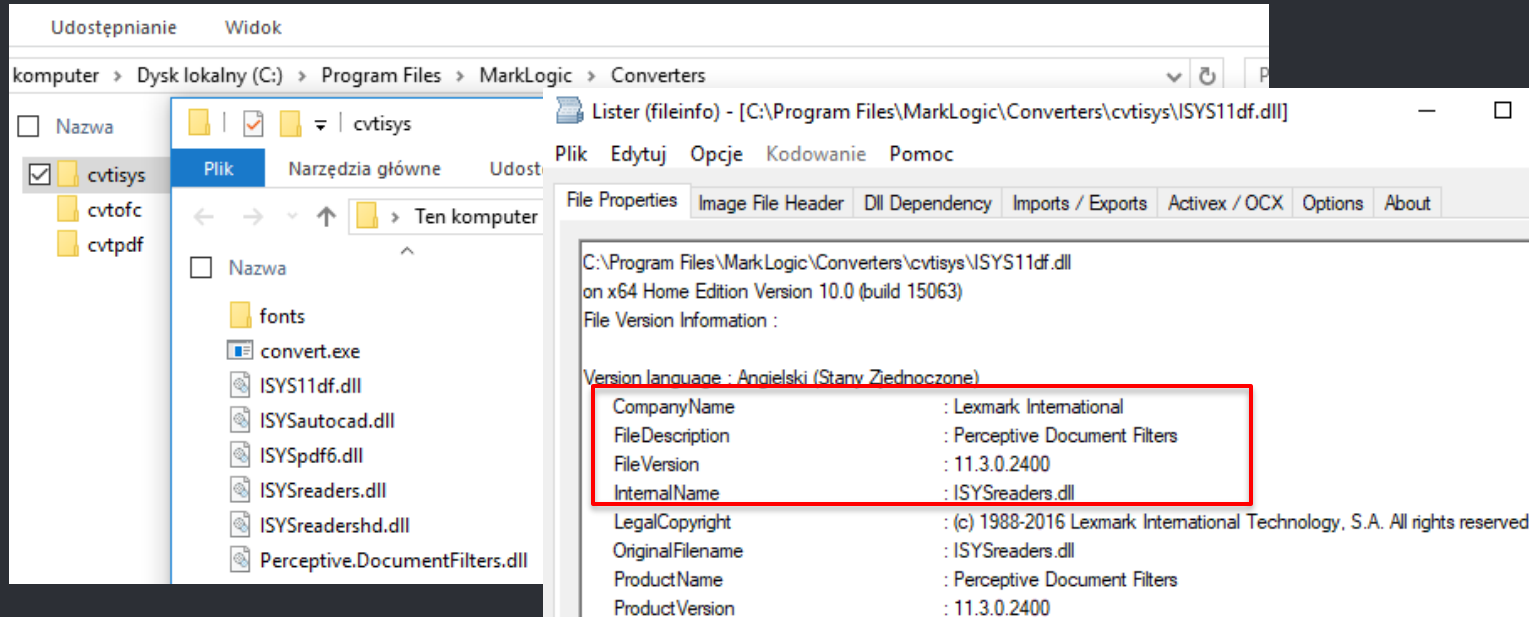 Udostępnianie Widok
komputer > Dysk lokalny (C:) > Program Files > MarkLogic > Converters
Nazwa
cvtisys
cvtofc
cvtpdf
cvtisys
Plik Narzędzia główne
> Ten komputer
Nazwa
fonts
convert.exe
ISYS11df.dll
ISYSautocad.dll
ISYSpdf6.dll
ISYSreaders.dll
ISYSreadershd.dll
Perceptive.DocumentFilters.dll
Lister (fileinfo) - [C:\Program Files\MarkLogic\Converters\cvtisys\ISYS11df.dll]
Plik Edytuj Opcje Kodowanie Pomoc
File Properties Image File Header Dll Dependency Imports / Exports Activex / OCX Options About
C:\Program Files\MarkLogic\Converters\cvtisys\ISYS11df.dll
on x64 Home Edition Version 10.0 (build 15063)
File Version Information :
Version language : Angielski (Stany Zjednoczone)
CompanyName : Lexmark International
FileDescription : Perceptive Document Filters
FileVersion : 11.3.0.2400
InternalName : ISYSreaders.dll
LegalCopyright : (c) 1988-2016 Lexmark International Technology, S.A. All rights reserved
OriginalFilename : ISYSreaders.dll
ProductName : Perceptive Document Filters
ProductVersion : 11.3.0.2400